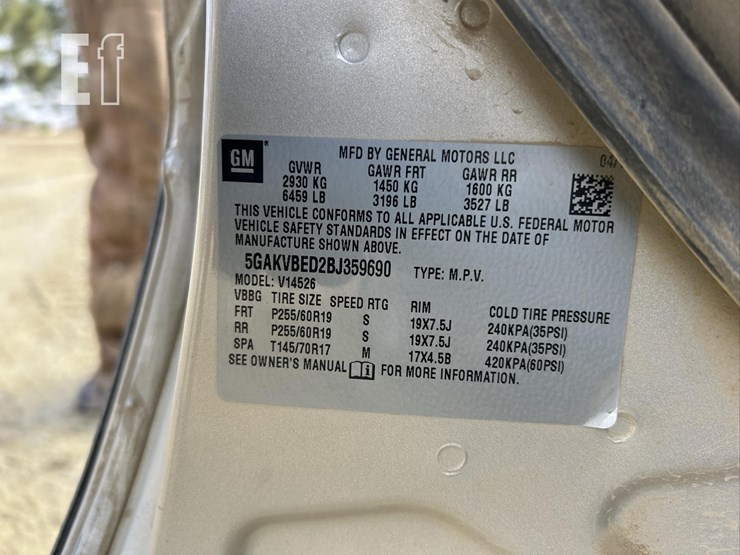 Ef
GM
MFD BY GENERAL MOTORS LLC
04/
GVWR GAWR FRT GAWR RR
2930 KG 1450 KG 1600 KG
6459 LB 3196 LB 3527 LB
THIS VEHICLE CONFORMS TO ALL APPLICABLE U.S. FEDERAL MOTOR
VEHICLE SAFETY STANDARDS IN EFFECT ON THE DATE OF
MANUFACTURE SHOWN ABOVE.
5GAKVBED2BJ359690 TYPE: M.P.V.
MODEL: V14526
VBBG TIRE SIZE SPEED RTG RIM COLD TIRE PRESSURE
FRT P255/60R19 S 19X7.5J 240KPA(35PSI)
RR P255/60R19 S 19X7.5J 240KPA(35PSI)
SPA T145/70R17 M 17X4.5B 420KPA(60PSI)
SEE OWNER'S MANUAL i FOR MORE INFORMATION.